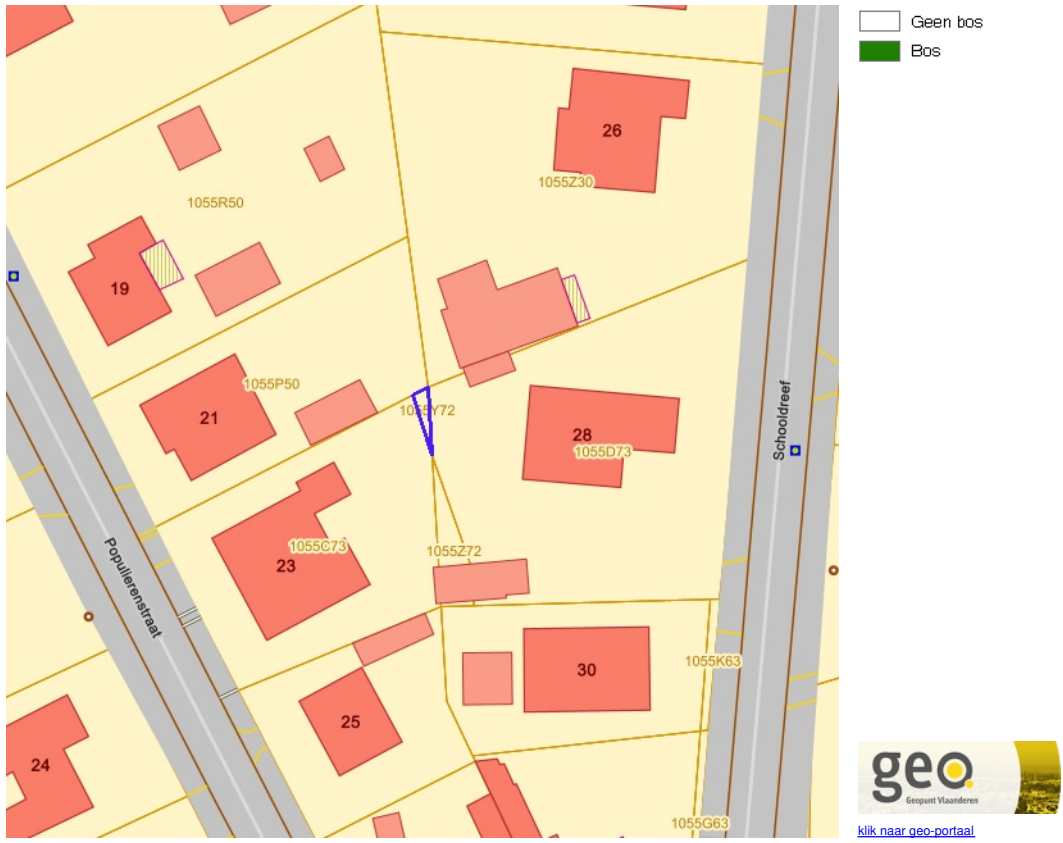 Geen bos
Bos
26
1055Z30
1055R50
19
1055P50
21
1055Y72
28
1055D73
Schooldreef
1055C73
23
1055Z72
Populierenstraat
30
1055K63
25
24
1055G63
geo
Geopunt Vlaanderen
klik naar geo-portaal